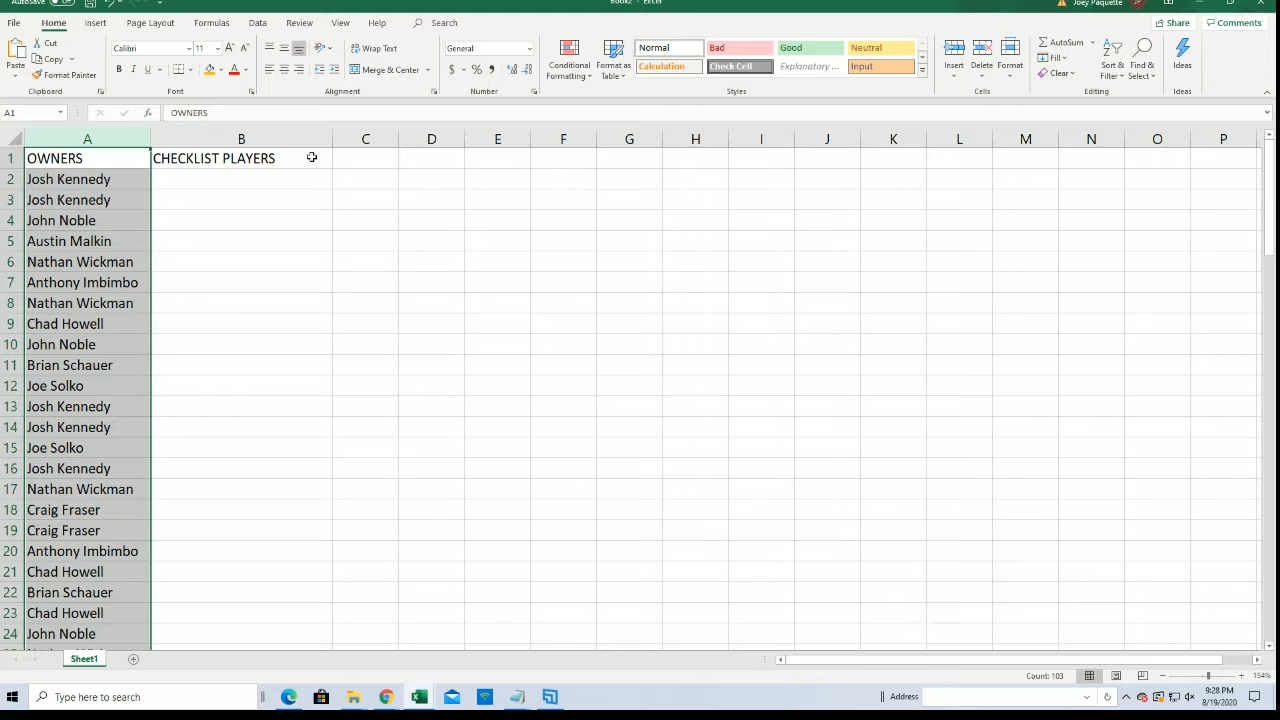 AutoSave
Book2 - Excel
Joey Paquette
File Home Insert Page Layout Formulas Data Review View Help Search Share Comments
Paste Cut Copy Format Painter
Calibri 11
B I U
Wrap Text
Merge & Center
General
$ % ,
Conditional Formatting
Format as Table
Normal Bad Good Neutral
Calculation Check Cell Explanatory ... Input
Insert Delete Format
AutoSum
Fill
Clear
Sort & Filter
Find & Select
Ideas
Clipboard Font Alignment Number Styles Cells Editing Ideas
A1 fx OWNERS
A B C D E F G H I J K L M N O P
1 OWNERS CHECKLIST PLAYERS
2 Josh Kennedy
3 Josh Kennedy
4 John Noble
5 Austin Malkin
6 Nathan Wickman
7 Anthony Imbimbo
8 Nathan Wickman
9 Chad Howell
10 John Noble
11 Brian Schauer
12 Joe Solko
13 Josh Kennedy
14 Josh Kennedy
15 Joe Solko
16 Josh Kennedy
17 Nathan Wickman
18 Craig Fraser
19 Craig Fraser
20 Anthony Imbimbo
21 Chad Howell
22 Brian Schauer
23 Chad Howell
24 John Noble
Sheet1
Count: 103 154%
Type here to search
Address
9:28 PM
8/19/2020